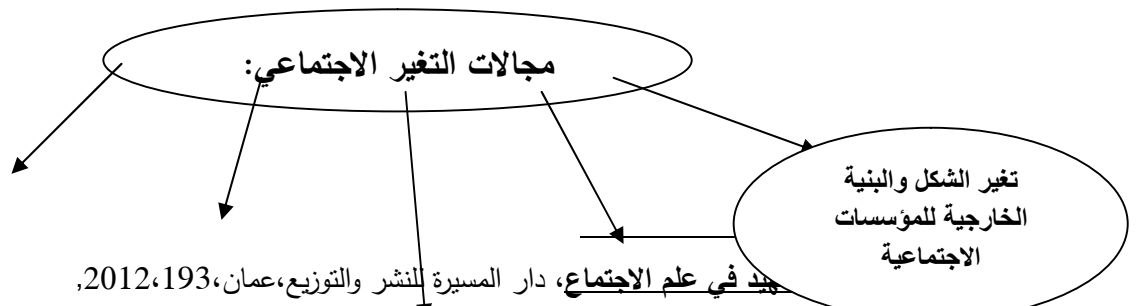 مجالات التغير الاجتماعي:
تغير الشكل والبنية
الخارجية للمؤسسات
الاجتماعية
في علم الاجتماع، دار المسيرة للنشر والتوزيع،عمان،2012،193,